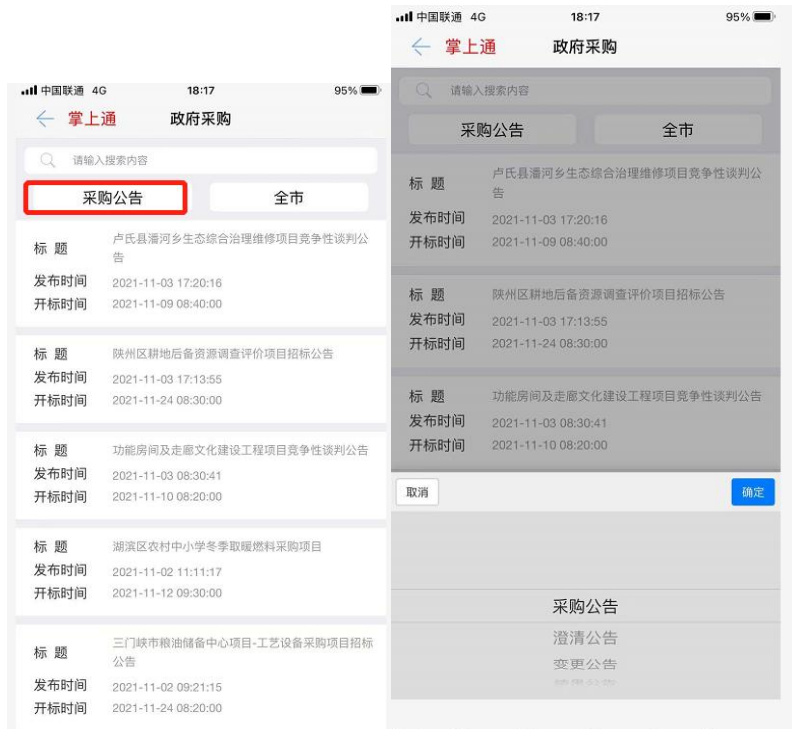 中国联通 4G 18:17 95%
掌上通 政府采购
请输入搜索内容
采购公告 全市
标 题 卢氏县潘河乡生态综合治理维修项目竞争性谈判公
告
发布时间 2021-11-03 17:20:16
开标时间 2021-11-09 08:40:00
标 题 陕州区耕地后备资源调查评价项目招标公告
发布时间 2021-11-03 17:13:55
开标时间 2021-11-24 08:30:00
标 题 功能房间及走廊文化建设工程项目竞争性谈判公告
发布时间 2021-11-03 08:30:41
开标时间 2021-11-10 08:20:00
标 题 湖滨区农村中小学冬季取暖燃料采购项目
发布时间 2021-11-02 11:11:17
开标时间 2021-11-12 09:30:00
标 题 三门峡市粮油储备中心项目-工艺设备采购项目招标
公告
发布时间 2021-11-02 09:21:15
开标时间 2021-11-24 08:20:00
中国联通 4G 18:17 95%
掌上通 政府采购
请输入搜索内容
采购公告 全市
标 题 卢氏县潘河乡生态综合治理维修项目竞争性谈判公
告
发布时间 2021-11-03 17:20:16
开标时间 2021-11-09 08:40:00
标 题 陕州区耕地后备资源调查评价项目招标公告
发布时间 2021-11-03 17:13:55
开标时间 2021-11-24 08:30:00
标 题 功能房间及走廊文化建设工程项目竞争性谈判公告
发布时间 2021-11-03 08:30:41
开标时间 2021-11-10 08:20:00
取消 确定
采购公告
澄清公告
变更公告